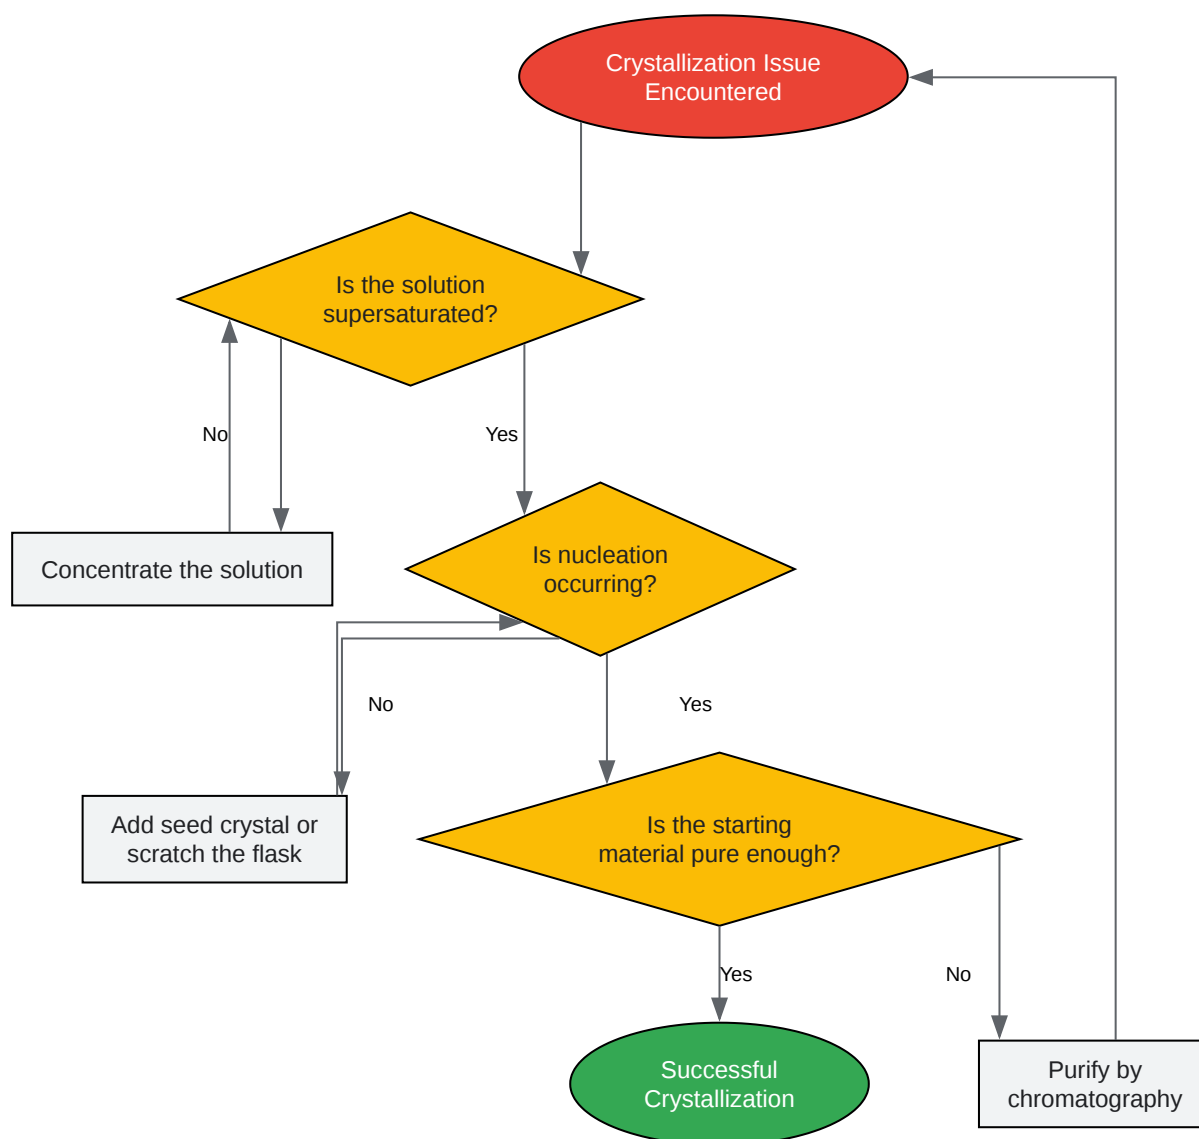 Crystallization Issue
Encountered
Is the solution
supersaturated?
No
Yes
Concentrate the solution
Is nucleation
occurring?
No
Yes
Add seed crystal or
scratch the flask
Is the starting
material pure enough?
Yes
No
Successful
Crystallization
Purify by
chromatography